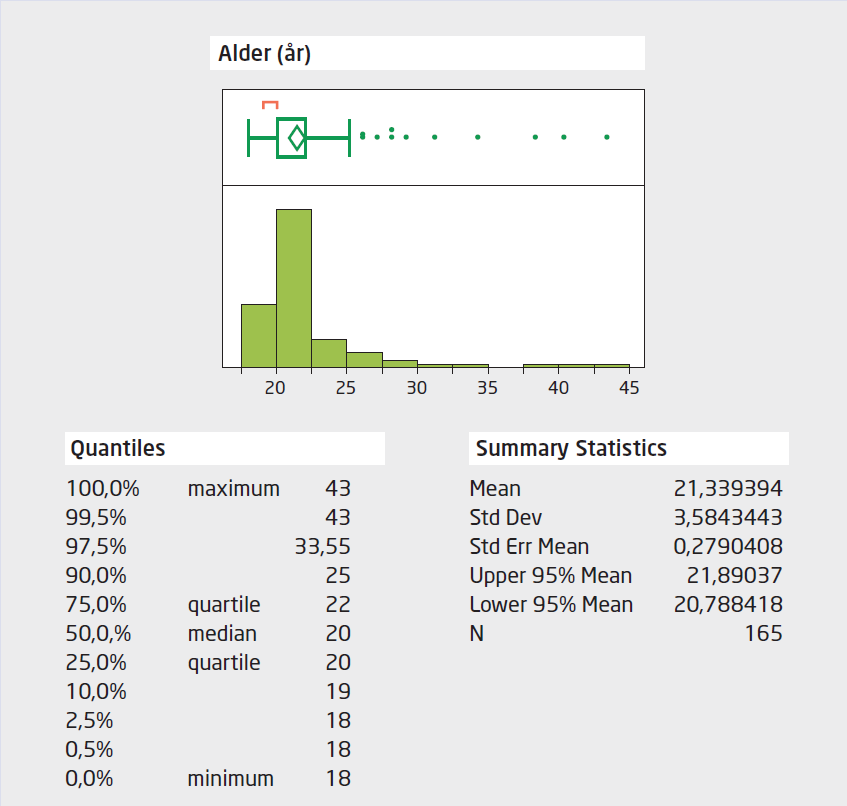 Alder (år)
20 25 30 35 40 45
Quantiles
100,0% maximum 43
99,5% 43
97,5% 33,55
90,0% 25
75,0% quartile 22
50,0,% median 20
25,0% quartile 20
10,0% 19
2,5% 18
0,5% 18
0,0% minimum 18
Summary Statistics
Mean 21,339394
Std Dev 3,5843443
Std Err Mean 0,2790408
Upper 95% Mean 21,89037
Lower 95% Mean 20,788418
N 165